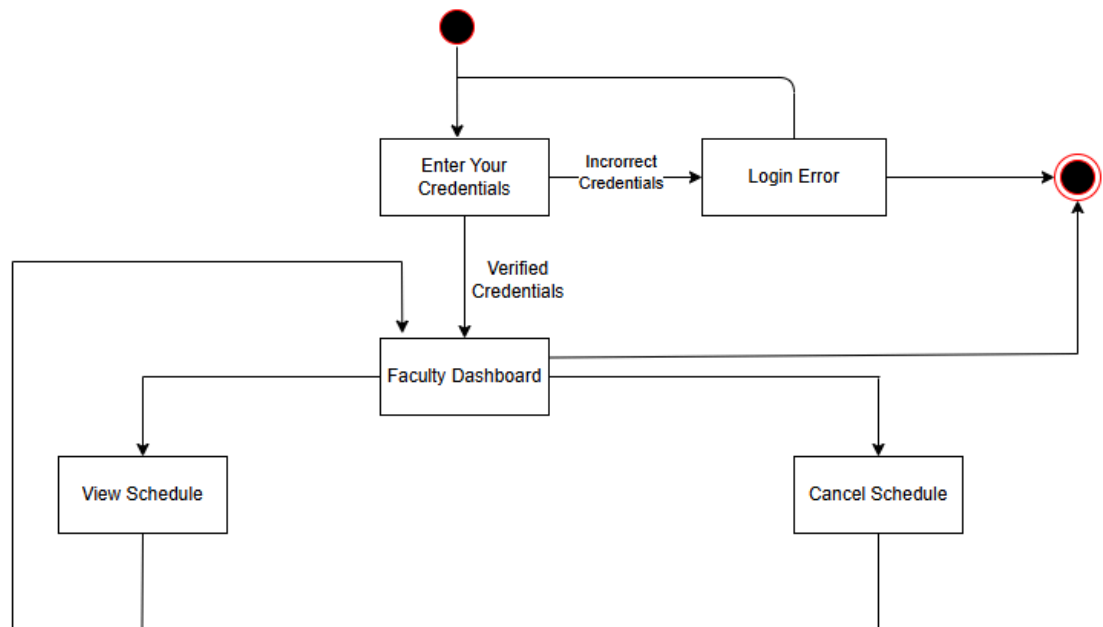 Enter Your
Credentials
Incrorrect
Credentials
Login Error
Verified
Credentials
Faculty Dashboard
View Schedule
Cancel Schedule